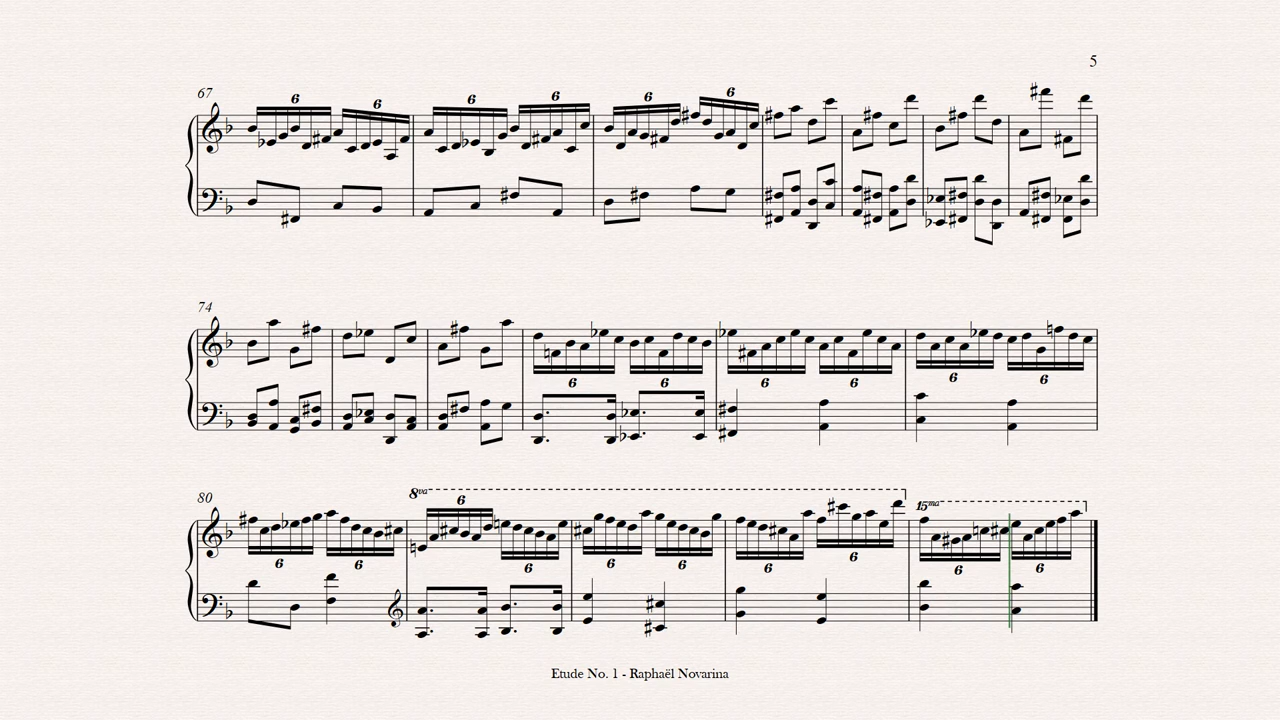 5
67
6 6 6 6 6 6
74
6 6 6 6 6 6
80
8va
6
15ma
6 6 6 6 6 6 6 6 6
Etude No. 1 - Raphaël Novarina